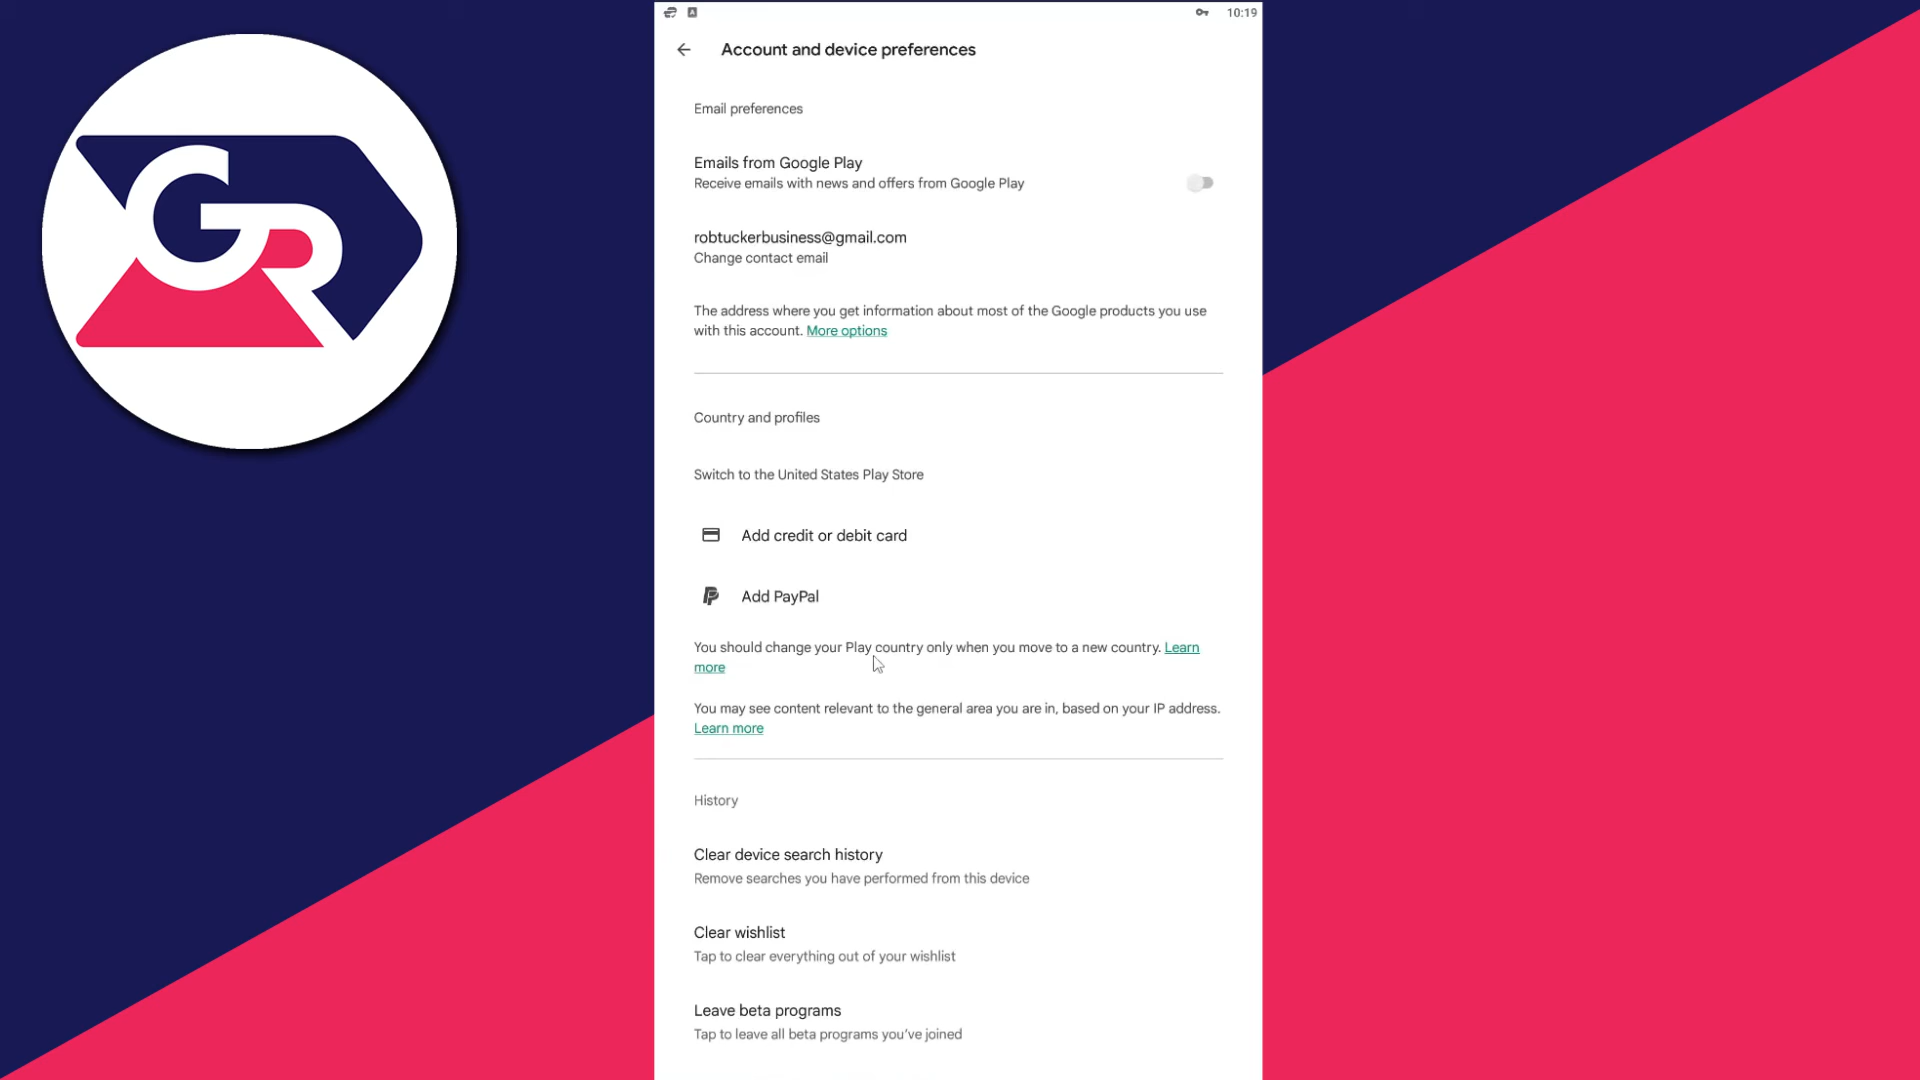 GR
10:19
Account and device preferences
Email preferences
Emails from Google Play
Receive emails with news and offers from Google Play
robtuckerbusiness@gmail.com
Change contact email
The address where you get information about most of the Google products you use
with this account. More options
Country and profiles
Switch to the United States Play Store
Add credit or debit card
Add PayPal
You should change your Play country only when you move to a new country. Learn
more
You may see content relevant to the general area you are in, based on your IP address.
Learn more
History
Clear device search history
Remove searches you have performed from this device
Clear wishlist
Tap to clear everything out of your wishlist
Leave beta programs
Tap to leave all beta programs you've joined